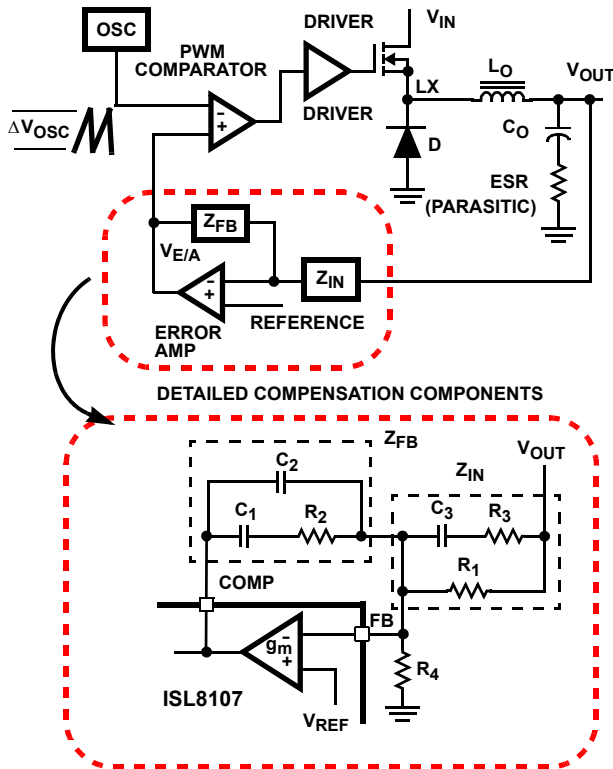 OSC
PWM
COMPARATOR
DRIVER
DRIVER
VIN
LX
LO
VOUT
CO
D
ESR
(PARASITIC)
ΔVOSC
-
+
ZFB
VE/A
ZIN
-
+
REFERENCE
ERROR
AMP
DETAILED COMPENSATION COMPONENTS
ZFB
C2
C1
R2
ZIN
VOUT
C3
R3
R1
COMP
FB
gm
-
+
R4
ISL8107
VREF